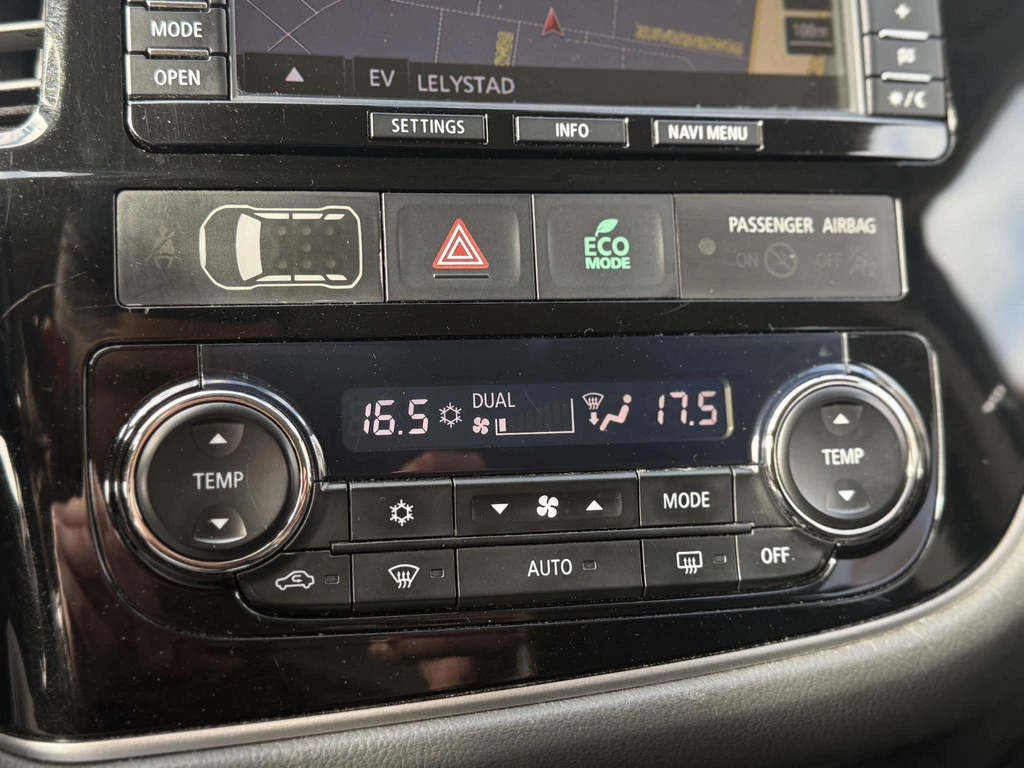 MODE
OPEN
100m
EV LELYSTAD
SETTINGS INFO NAVI MENU
ECO
MODE
PASSENGER AIRBAG
ON OFF
16.5 DUAL 17.5
TEMP
TEMP
MODE
AUTO
OFF